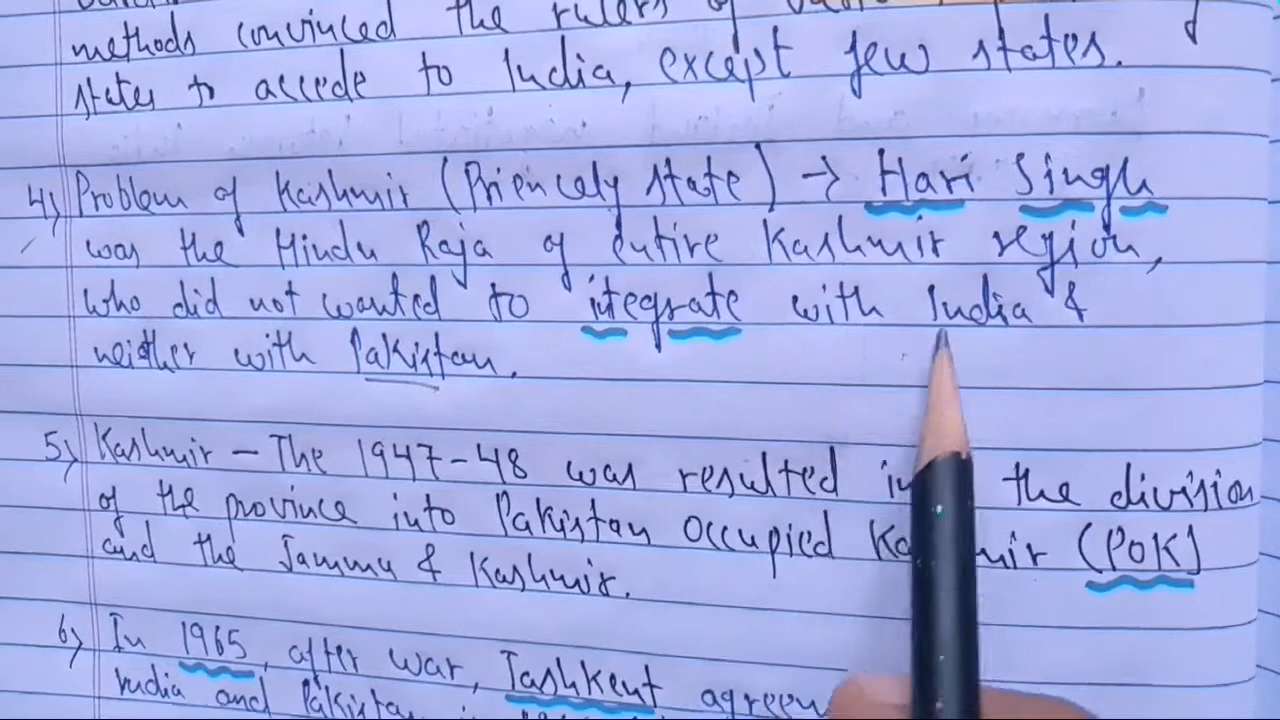 methods convinced the rulers of
states to accede to India, except few states.
4) Problem of Kashmir (Priencely state) → Hari Singh
was the Hindu Raja of entire Kashmir region,
who did not wanted to integrate with India &
neither with Pakistan.
5) Kashmir – The 1947-48 was resulted in the division
of the province into Pakistan occupied Ka mir (POK)
and the Jammu & Kashmir.
6) In 1965, after war, Tashkent agreem
India and Pakistan